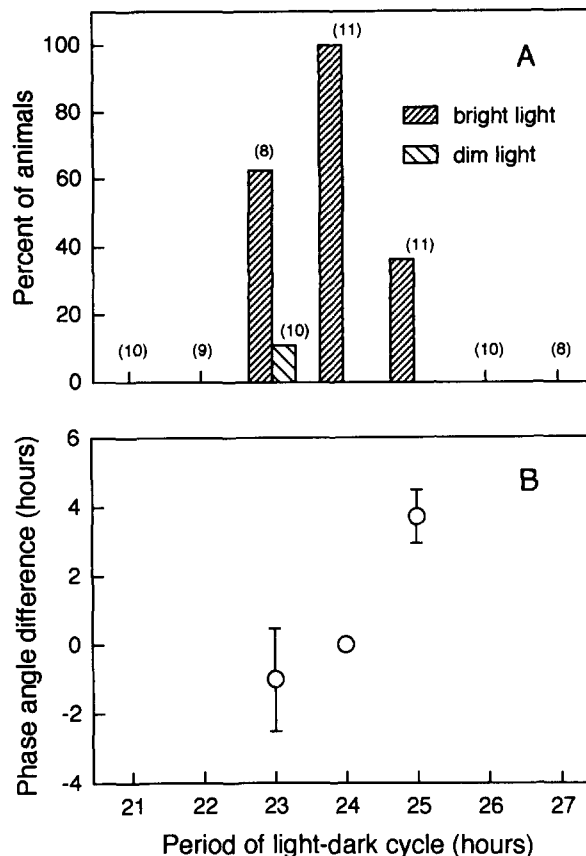 A
bright light
dim light
Percent of animals
100
80
60
40
20
0
(10)
(9)
(8)
(10)
(11)
(11)
(10)
(8)
B
Phase angle difference (hours)
6
4
2
0
-2
-4
21 22 23 24 25 26 27
Period of light-dark cycle (hours)